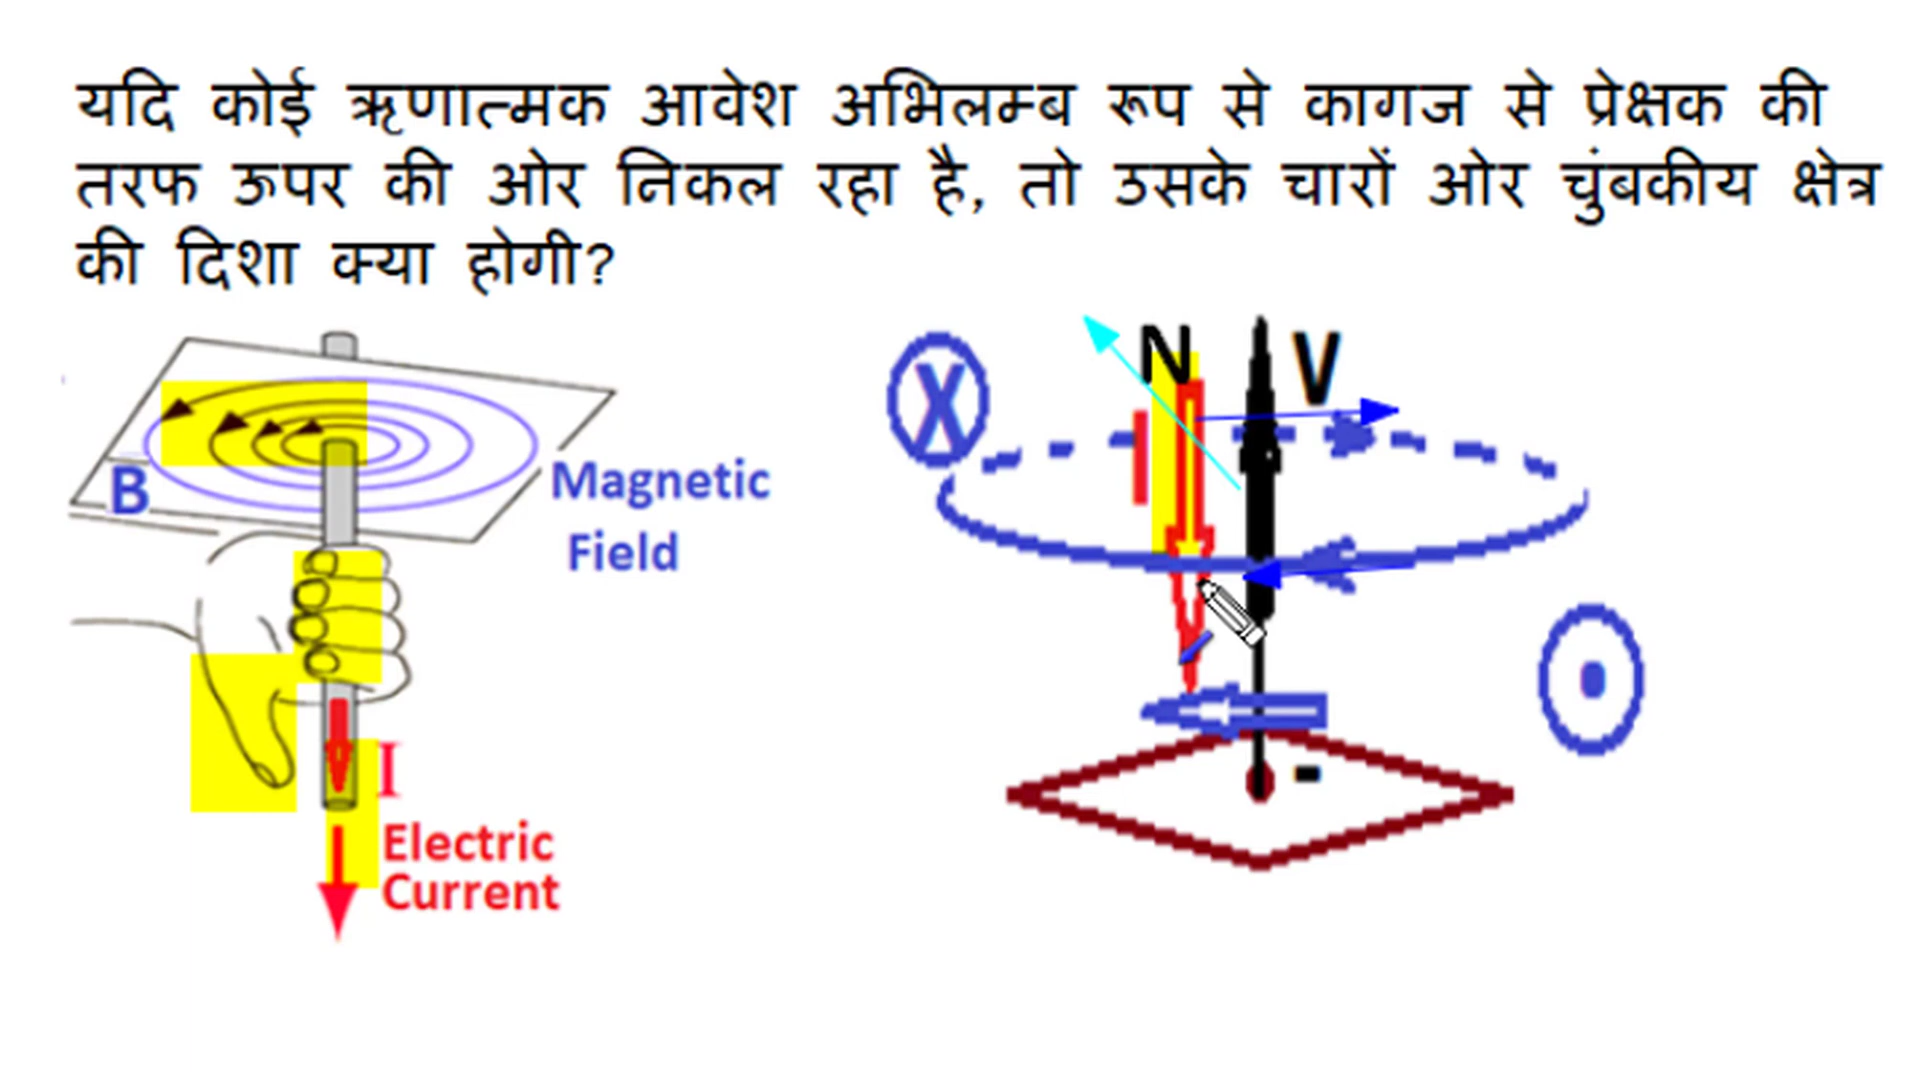 यदि कोई ऋणात्मक आवेश अभिलम्ब रूप से कागज से प्रेक्षक की
तरफ ऊपर की ओर निकल रहा है, तो उसके चारों ओर चुंबकीय क्षेत्र
की दिशा क्या होगी?
B
Magnetic
Field
I
Electric
Current
X
N
V
I
-